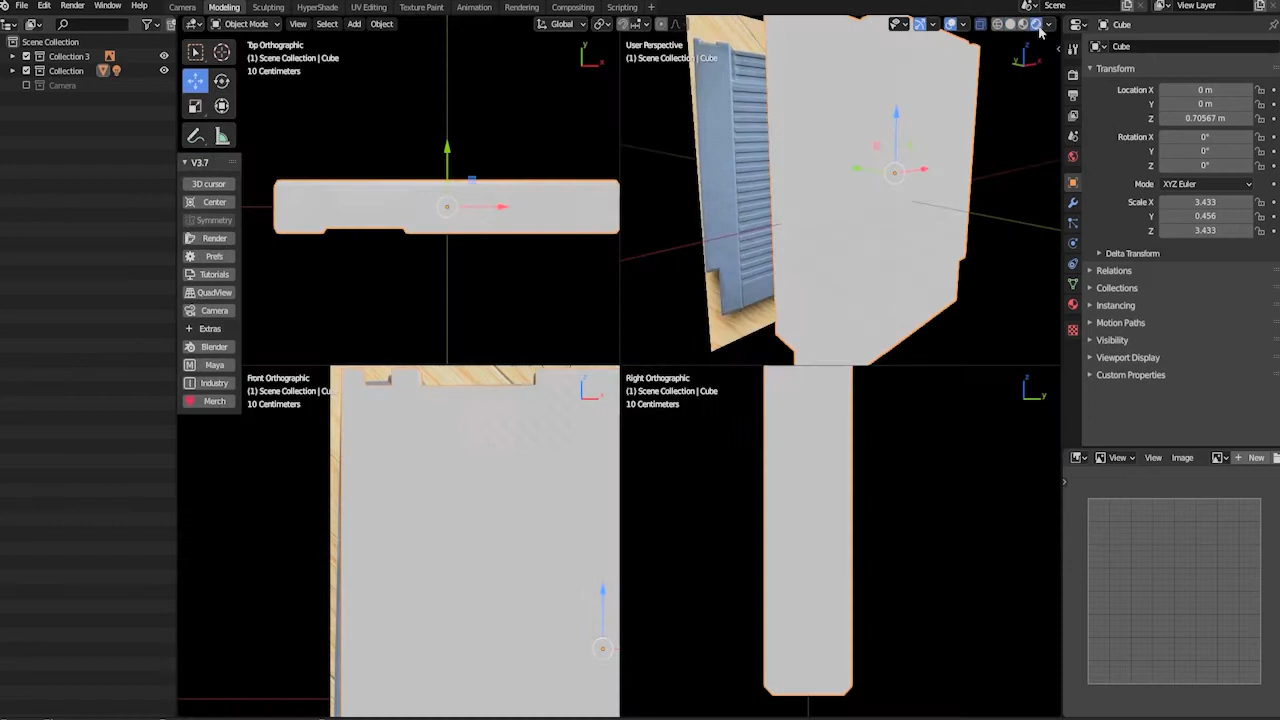 File Edit Render Window Help Modeling Sculpting UV Editing Texture Paint Shading Animation Rendering Compositing Scripting Scene View Layer
Object Mode View Select Add Object Global Cube
Scene Collection
Collection 3
Collection
Camera
V3.7
3D cursor
Center
Symmetry
Render
Prefs
Tutorials
QuadView
Camera
Extras
Blender
Maya
Industry
Merch
Top Orthographic
(1) Scene Collection | Cube
10 Centimeters
User Perspective
(1) Scene Collection | Cube
Front Orthographic
(1) Scene Collection | Cube
10 Centimeters
Right Orthographic
(1) Scene Collection | Cube
10 Centimeters
Cube
Transform
Location X 0 m
Y 0 m
Z 0.70567 m
Rotation X 0°
Y 0°
Z 0°
Mode XYZ Euler
Scale X 3.433
Y 0.456
Z 3.433
Delta Transform
Relations
Collections
Instancing
Motion Paths
Visibility
Viewport Display
Custom Properties
View View Image New